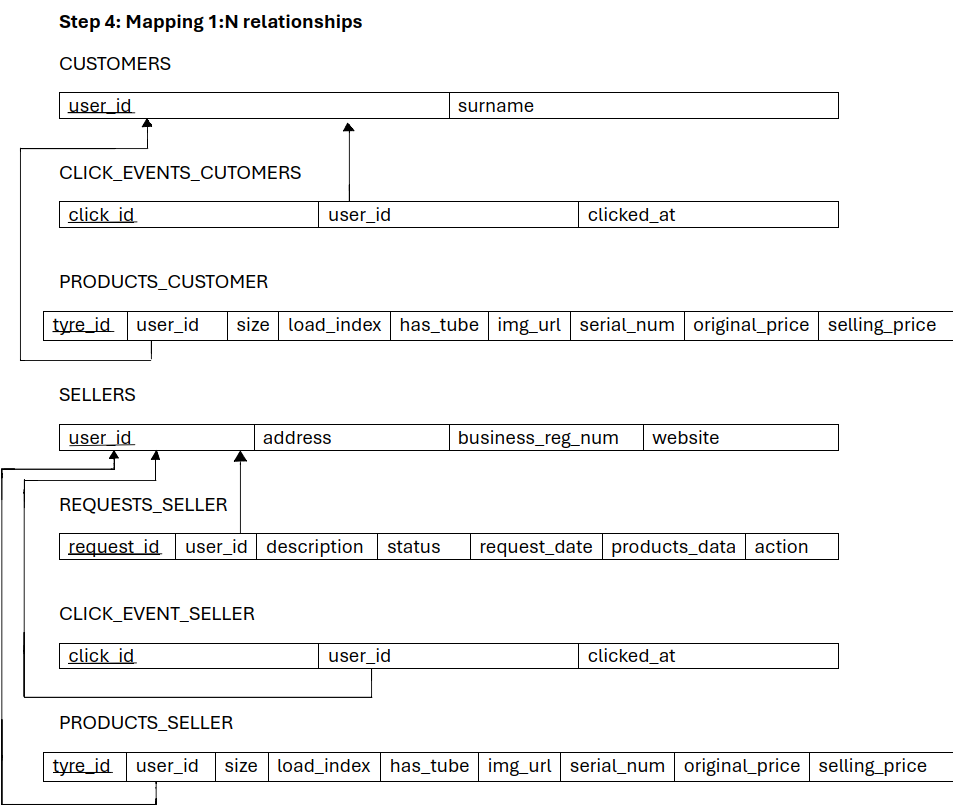 Step 4: Mapping 1:N relationships
CUSTOMERS
user_id surname
CLICK_EVENTS_CUTOMERS
click_id user_id clicked_at
PRODUCTS_CUSTOMER
tyre_id user_id size load_index has_tube img_url serial_num original_price selling_price
SELLERS
user_id address business_reg_num website
REQUESTS_SELLER
request_id user_id description status request_date products_data action
CLICK_EVENT_SELLER
click_id user_id clicked_at
PRODUCTS_SELLER
tyre_id user_id size load_index has_tube img_url serial_num original_price selling_price